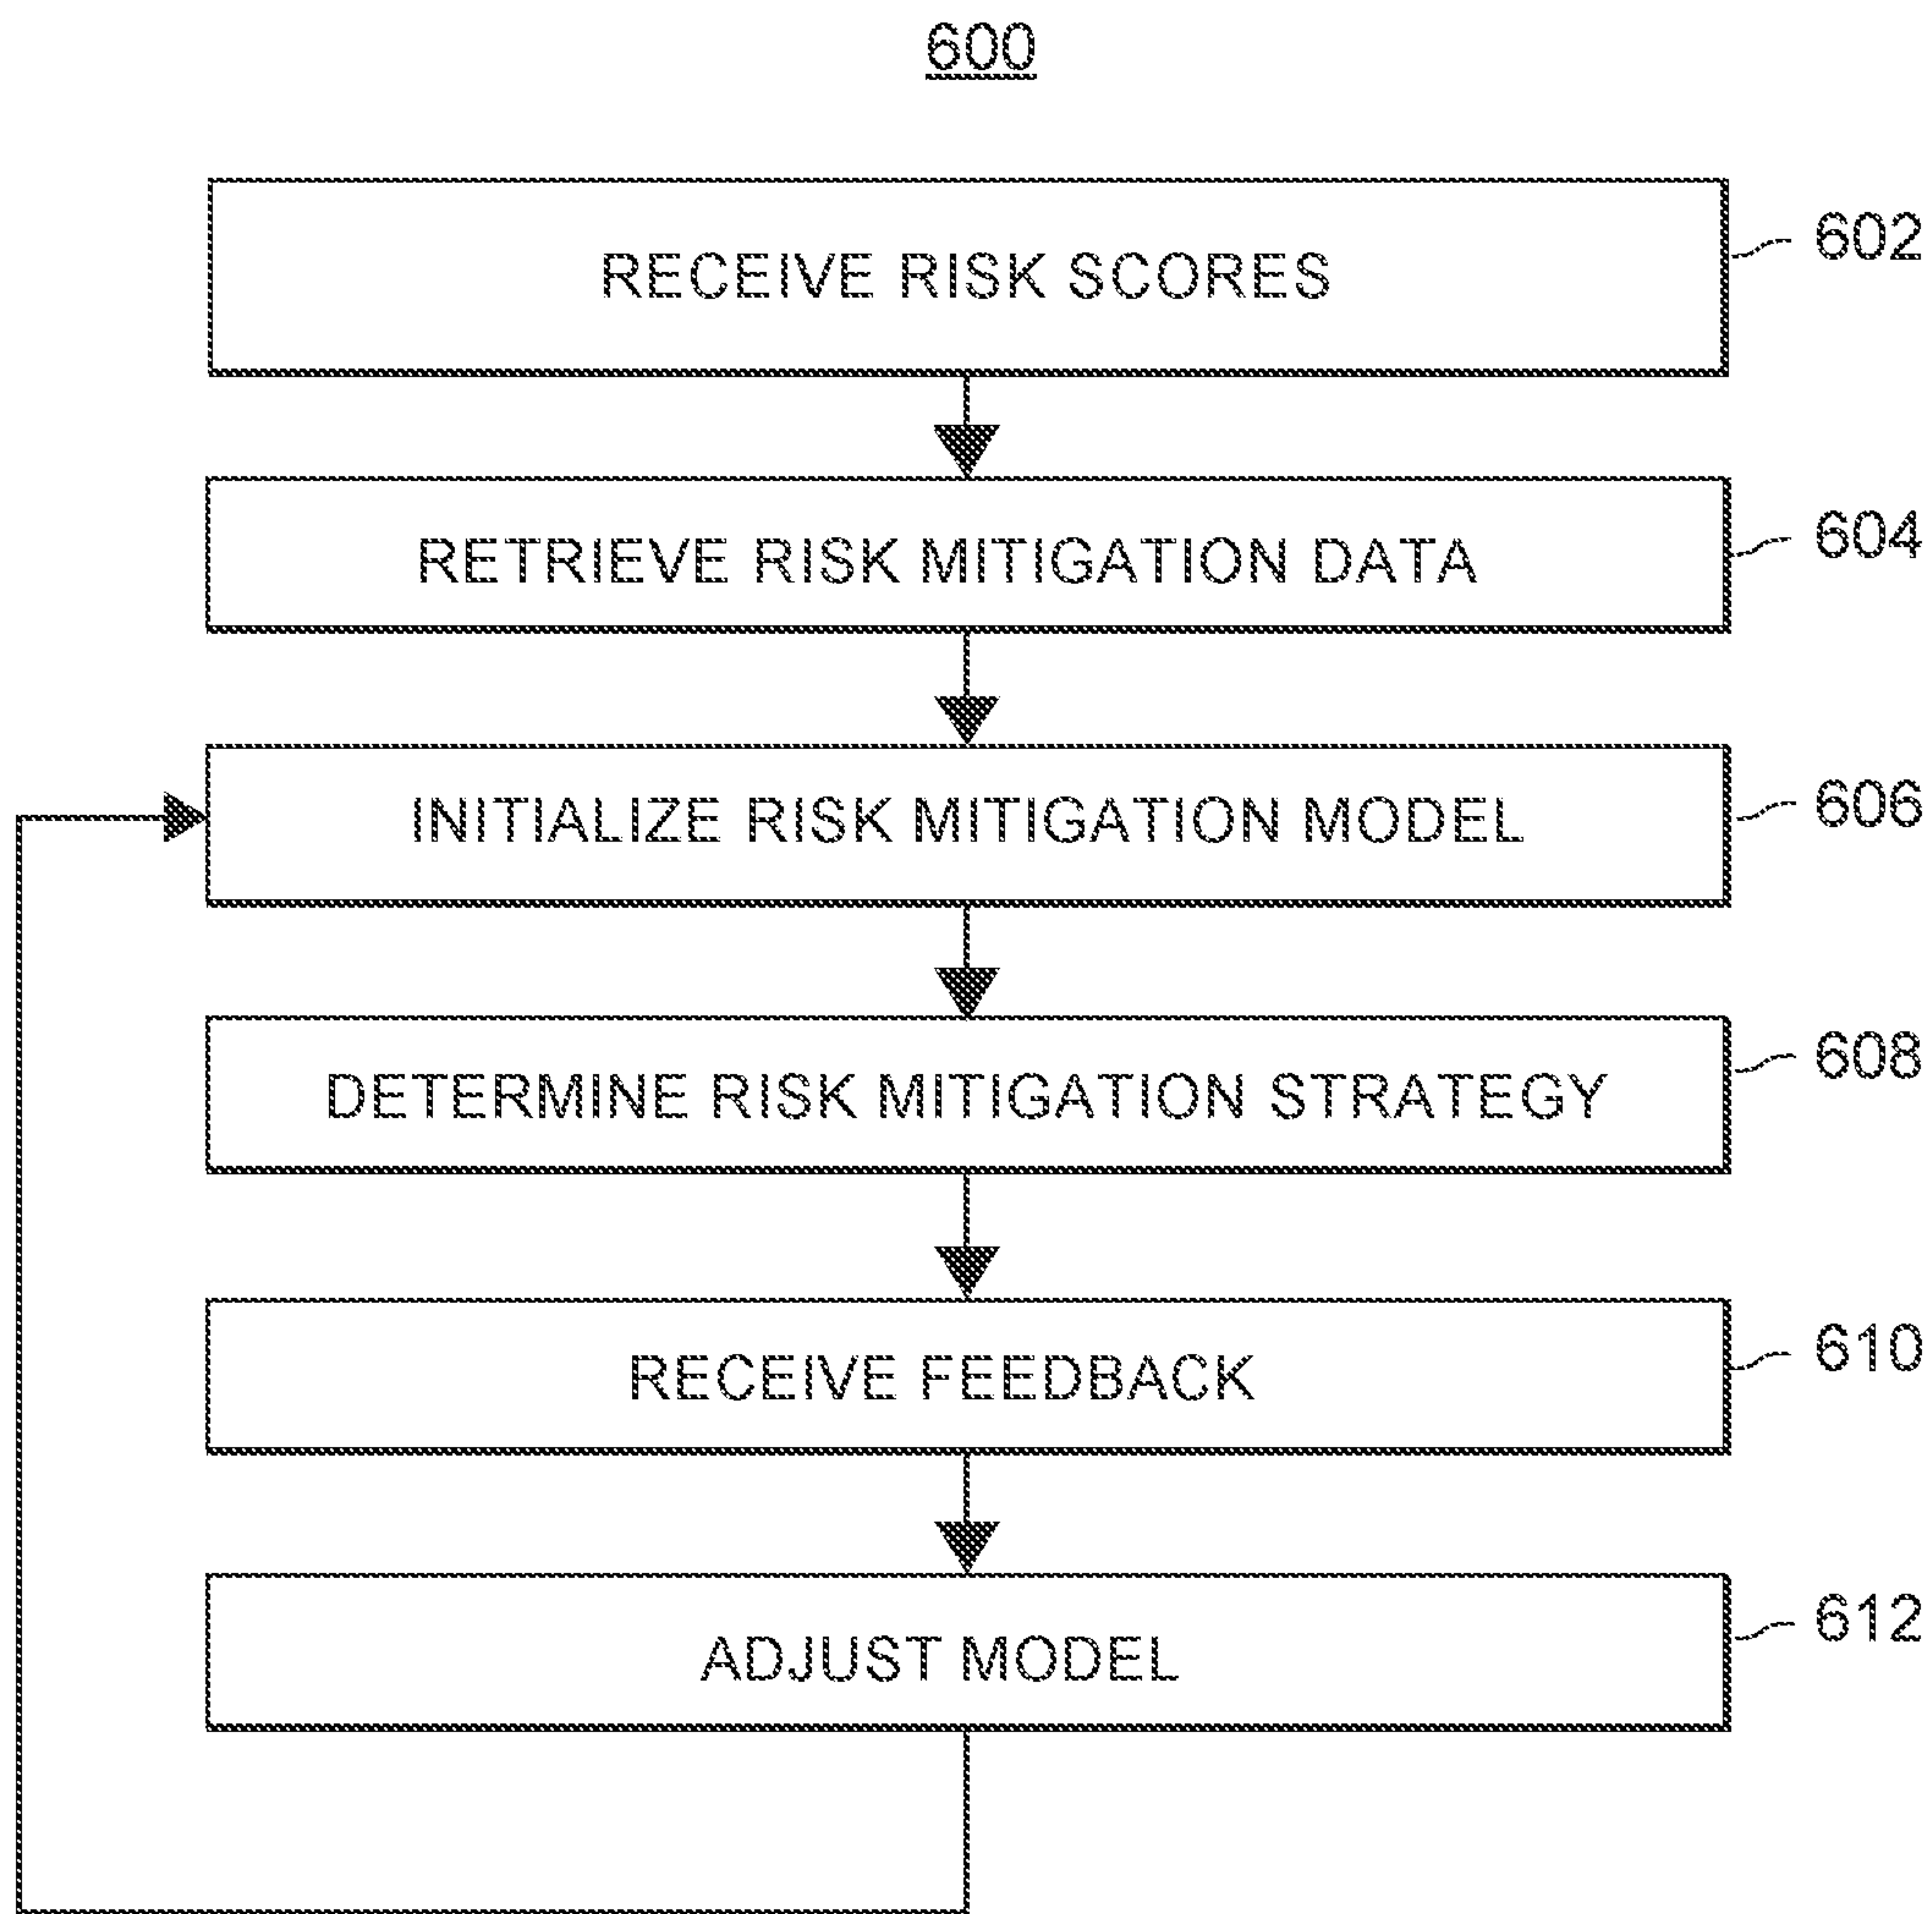 600
RECEIVE RISK SCORES
602
RETRIEVE RISK MITIGATION DATA
604
INITIALIZE RISK MITIGATION MODEL
606
DETERMINE RISK MITIGATION STRATEGY
608
RECEIVE FEEDBACK
610
ADJUST MODEL
612